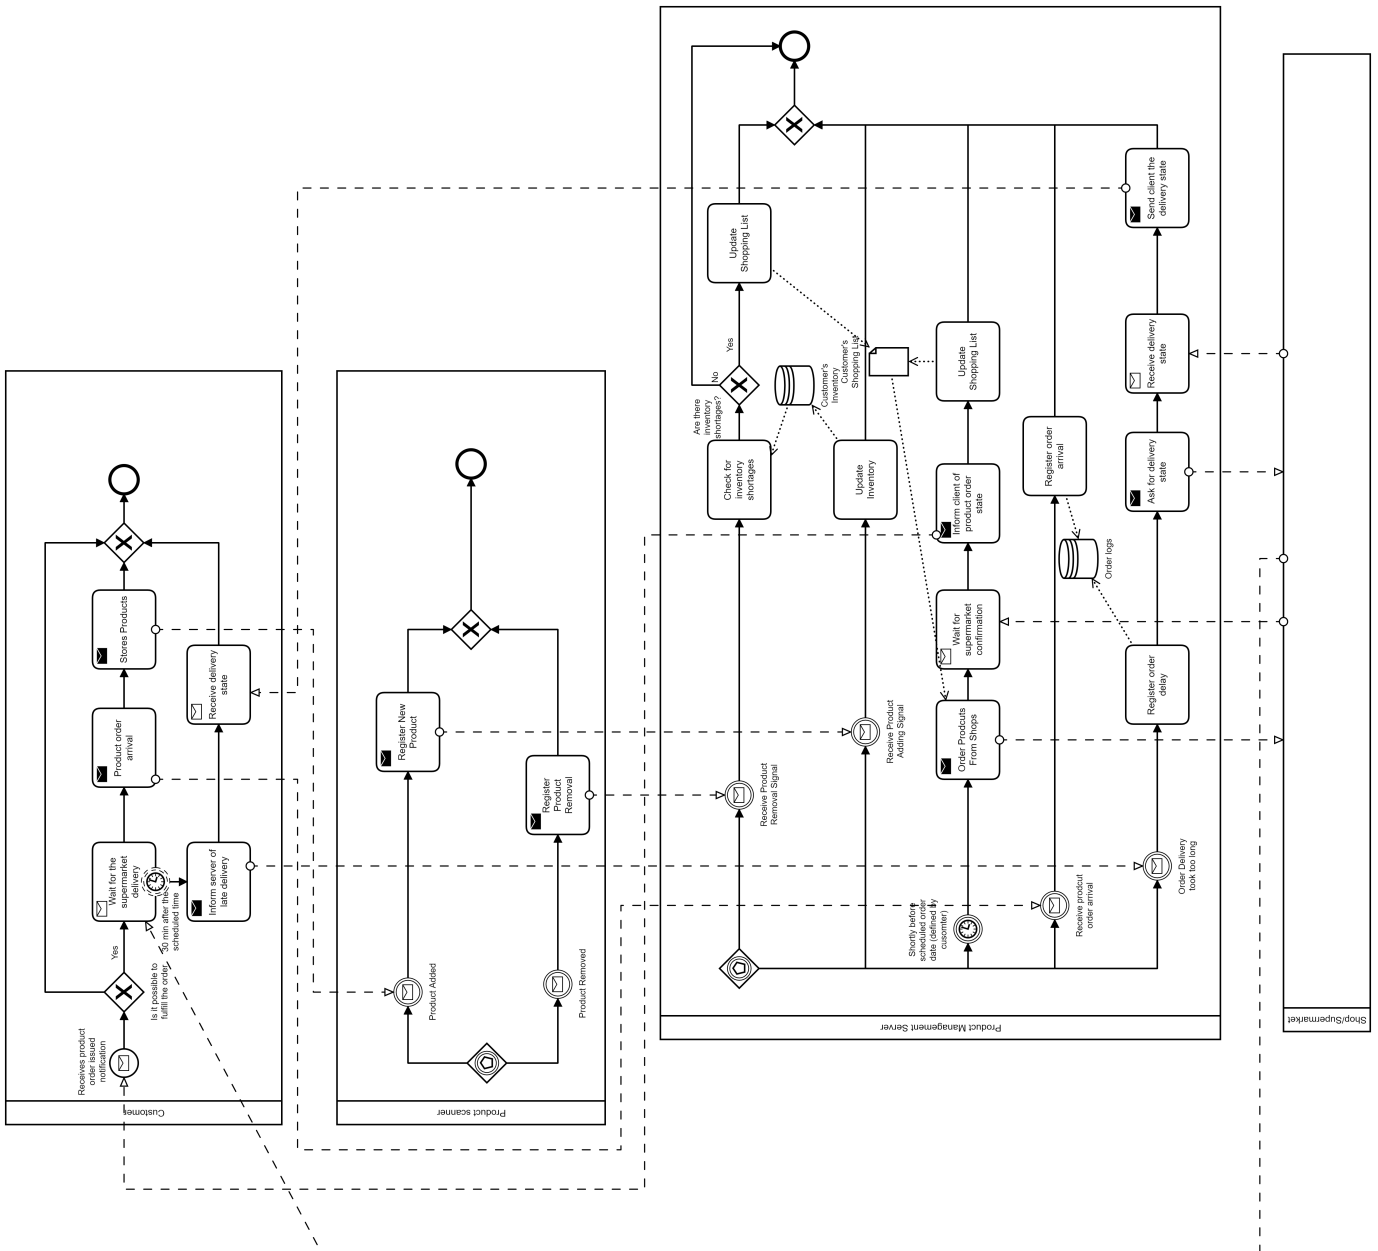 Customer
Receives product
order issued
notification
Is it possible to
fulfill the order
Yes
Wait for the
supermarket
delivery
30 min after the
scheduled time
Inform server of
late delivery
Product order
arrival
Receive delivery
state
Stores Products
Product scanner
Product Added
Product Removed
Register New
Product
Register
Product
Removal
Product Management Server
Receive Product
Removal Signal
Check for
inventory
shortages
Are there
inventory
shortages?
No
Yes
Update
Shopping List
Customer's
Inventory
Customer's
Shopping List
Receive Product
Adding Signal
Update
Inventory
Shortly before
scheduled order
date (defined by
cusomter)
Order Prodcuts
From Shops
Wait for
supermarket
confirmation
Inform client of
product order
state
Update
Shopping List
Receive prodcut
order arrival
Register order
arrival
Order logs
Order Delivery
took too long
Register order
delay
Ask for delivery
state
Receive delivery
state
Send client the
delivery state
Shop/Supermarket